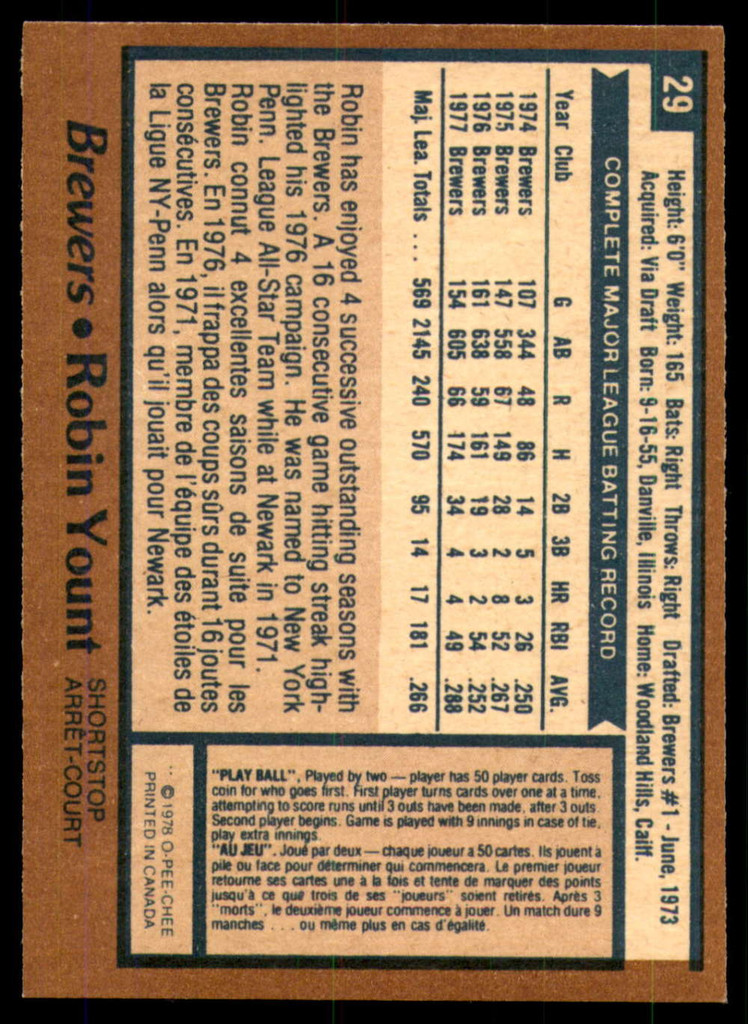 29
Height: 6'0" Weight: 165 Bats: Right Throws: Right Drafted: Brewers #1 - June, 1973
Acquired: Via Draft Born: 9-16-55, Danville, Illinois Home: Woodland Hills, Calif.
COMPLETE MAJOR LEAGUE BATTING RECORD
Year Club G AB R H 2B 3B HR RBI AVG.
1974 Brewers 107 344 48 86 14 5 3 26 .250
1975 Brewers 147 558 67 149 28 2 8 52 .267
1976 Brewers 161 638 59 161 19 3 2 54 .252
1977 Brewers 154 605 66 174 34 4 4 49 .288
Maj. Lea. Totals ... 569 2145 240 570 95 14 17 181 .266
Robin has enjoyed 4 successive outstanding seasons with
the Brewers. A 16 consecutive game hitting streak high-
lighted his 1976 campaign. He was named to New York
Penn. League All-Star Team while at Newark in 1971.
Robin connut 4 excellentes saisons de suite pour les
Brewers. En 1976, il frappa des coups sûrs durant 16 joutes
consécutives. En 1971, membre de l'équipe des étoiles de
la Ligue NY-Penn alors qu'il jouait pour Newark.
Brewers • Robin Yount SHORTSTOP
ARRÊT-COURT
"PLAY BALL", Played by two — player has 50 player cards. Toss
coin for who goes first. First player turns cards over one at a time,
attempting to score runs until 3 outs have been made, after 3 outs.
Second player begins. Game is played with 9 innings in case of tie,
play extra innings.
"AU JEU". Joué par deux — chaque joueur a 50 cartes. Ils jouent à
pile ou face pour déterminer qui commencera. Le premier joueur
retourne ses cartes une à la fois et tente de marquer des points
jusqu'à ce que trois de ses "joueurs" soient retirés. Après 3
"morts", le deuxième joueur commence à jouer. Un match dure 9
manches ... ou même plus en cas d'égalité.
** © 1978 O-PEE-CHEE
PRINTED IN CANADA